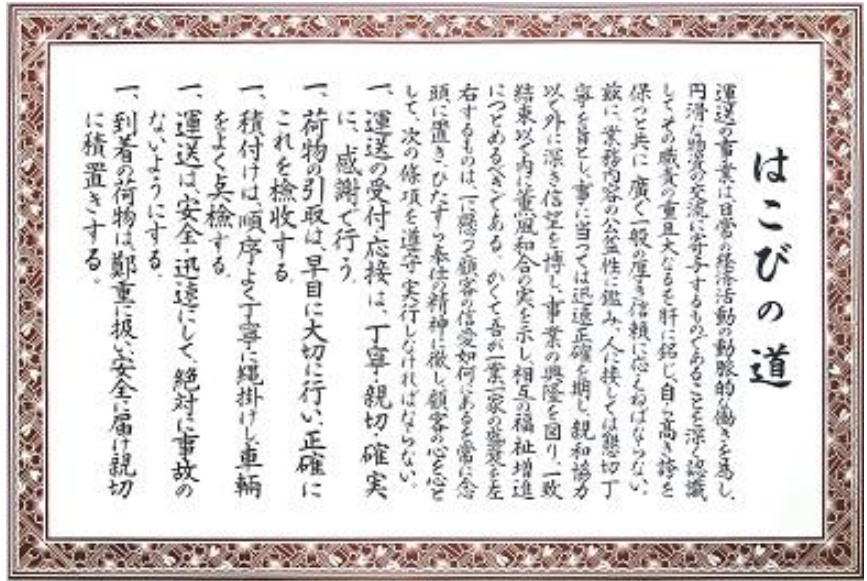 はこびの道
運送の事業は日常の経済活動の動脈的な働きを為し、
円滑な物流の交流に寄与するものであることを深く認識
してその職責の重且大なるを肝に銘じ、自ら高き誇を
保つと共に、廣く一般の厚き信頼に応えねばならない。
茲に、業務内容の公益性に鑑み、人に接しては懇切丁
寧を旨とし、事に当つては迅速正確を期し、親和協力
以て外に深き信望を博し、事業の興隆を図り、一致
結束以て内に薫風和合の実を示し、相互の福祉増進
につとめるべきである。かくて吾が一業一家の盛衰を左
右するものは、一に懸つて顧客の信愛如何にあるを常に念
頭に置き、ひたすら奉仕の精神に徹し、顧客の心を心と
して、次の條項を遵守、実行しなければならない。
一、運送の受付応接は、丁寧・親切・確実
に、感謝で行う。
一、荷物の引取は、早目に大切に行い、正確に
これを検收する。
一、積付けは、順序よく丁寧に縄掛けし、車輌
をよく点検する。
一、運送は、安全・迅速にして、絶対に事故の
ないようにする。
一、到着の荷物は、鄭重に扱い、安全に届け親切
に積置きする。